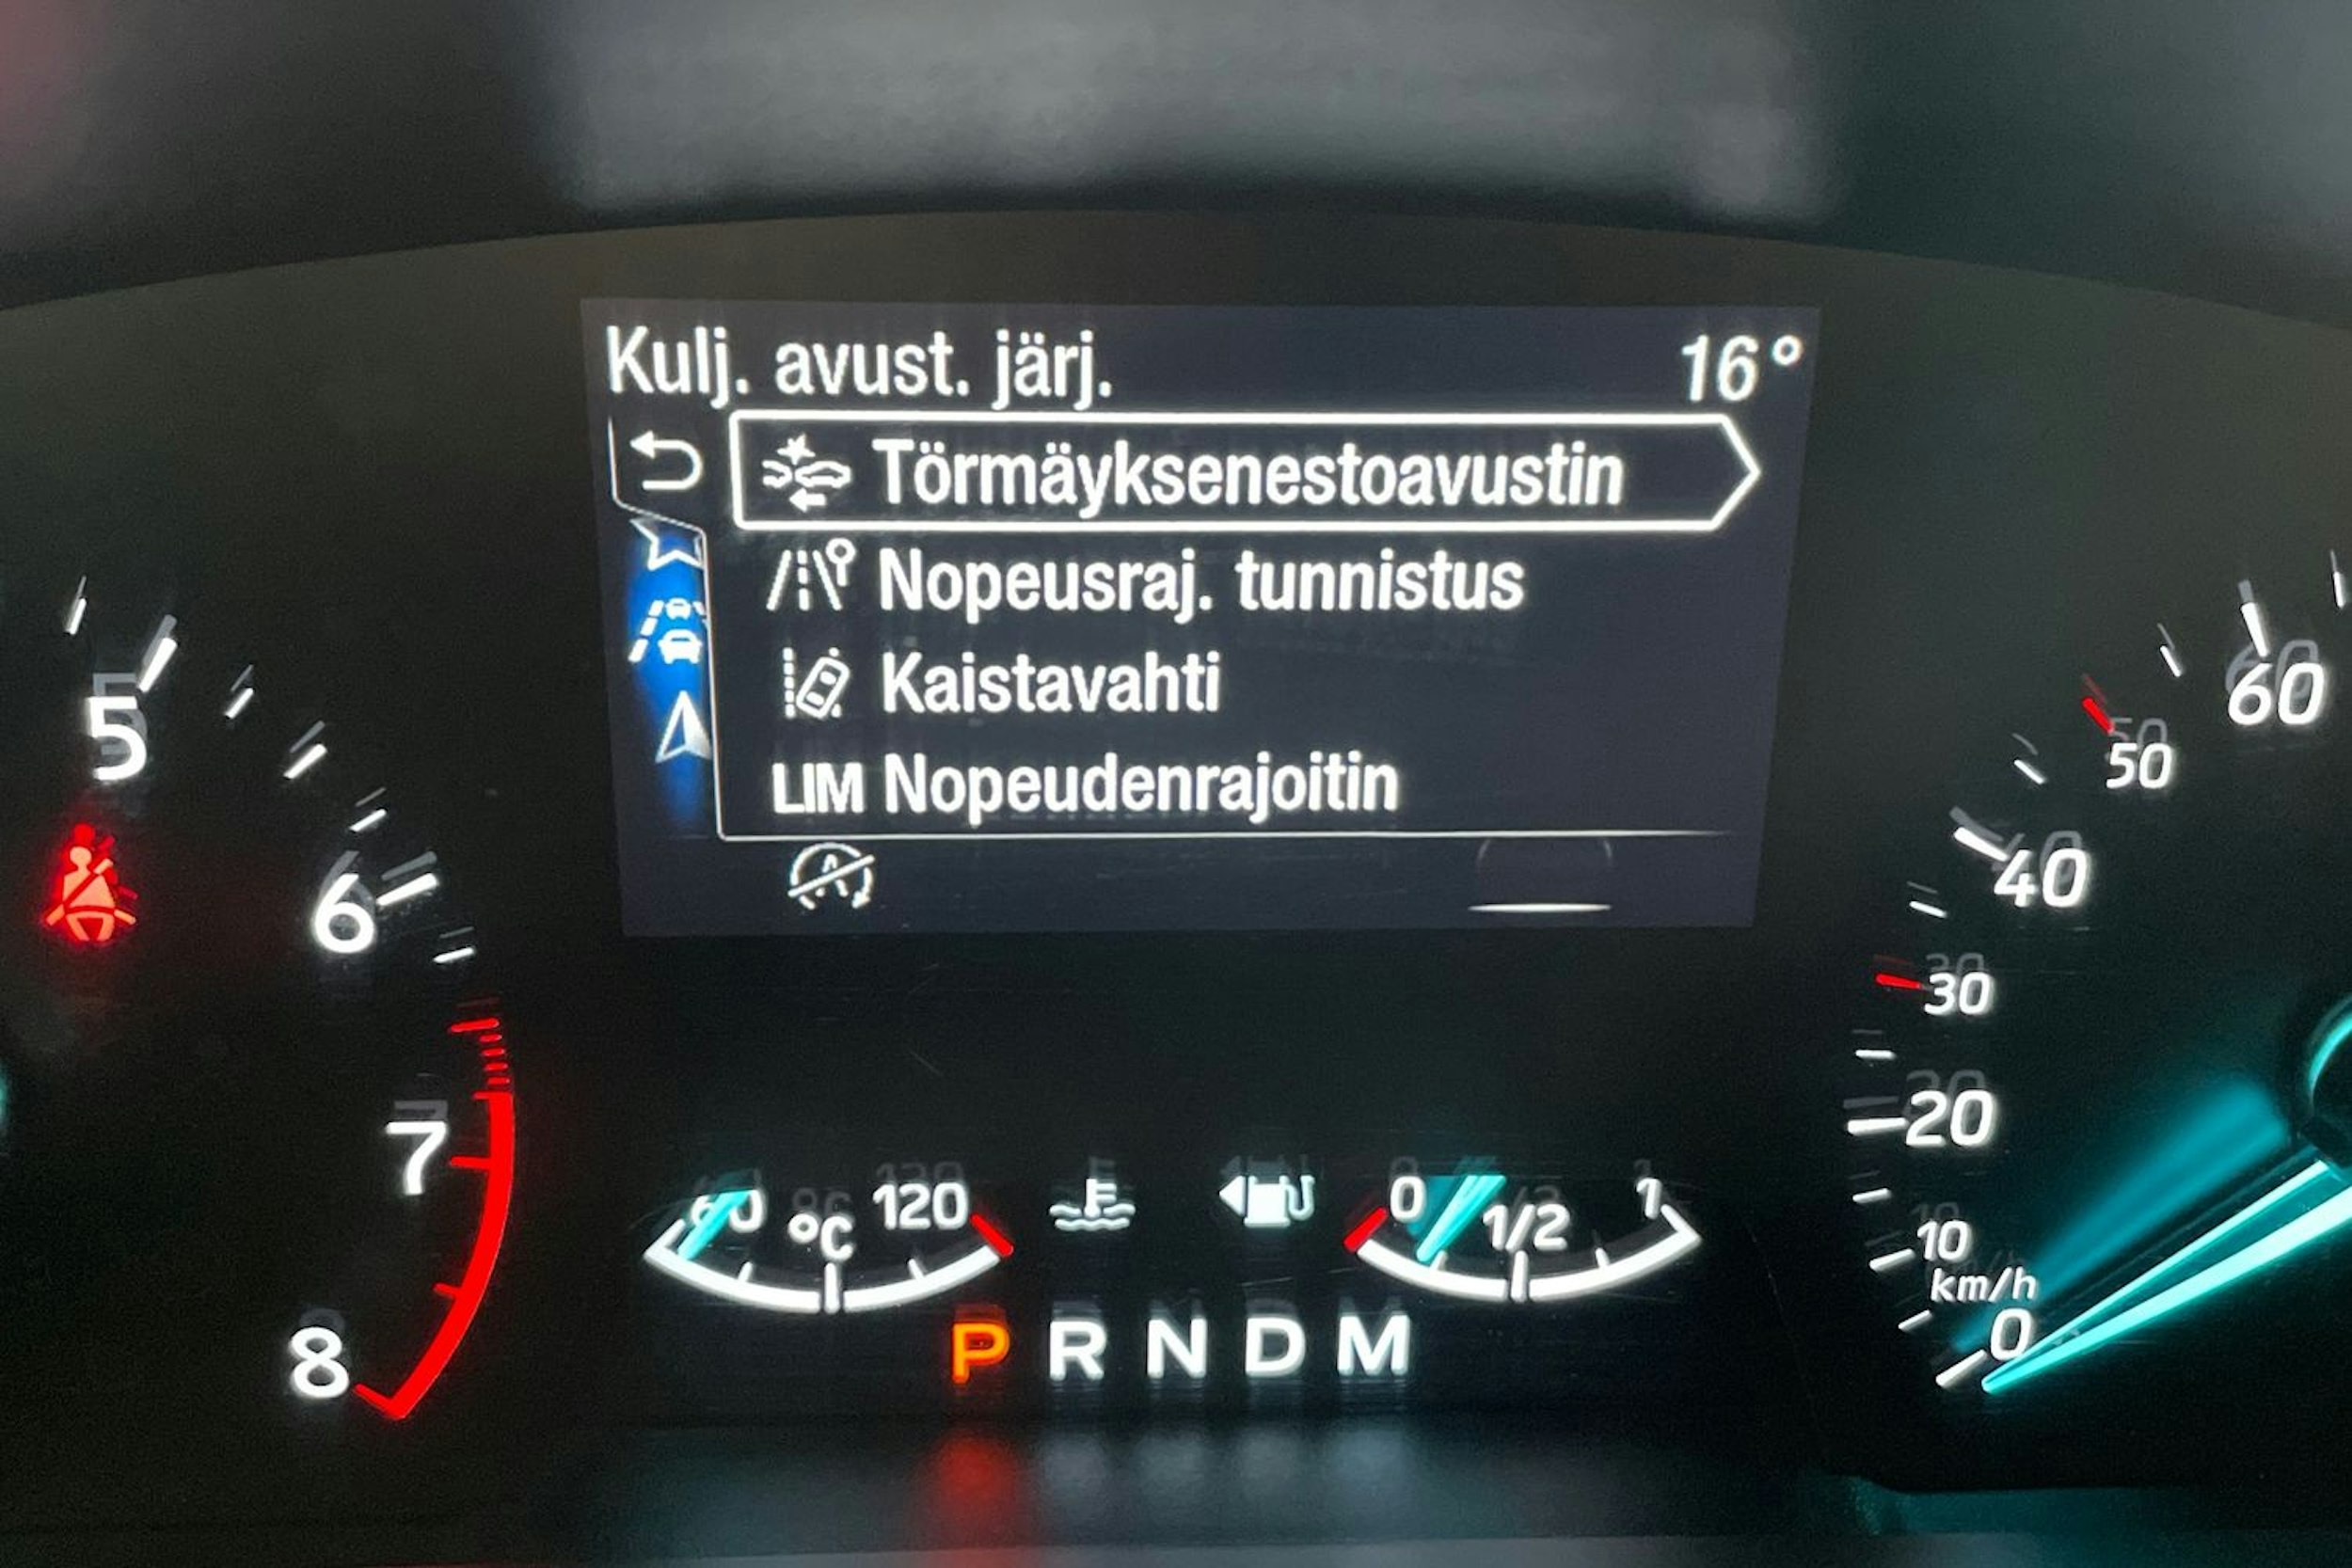 Kulj. avust. järj.
16°
Törmäyksenestoavustin
Nopeusraj. tunnistus
Kaistavahti
LIM Nopeudenrajoitin
5
6
7
8
60
50
40
30
20
10
km/h
0
60
°C
120
0
1/2
1
P R N D M